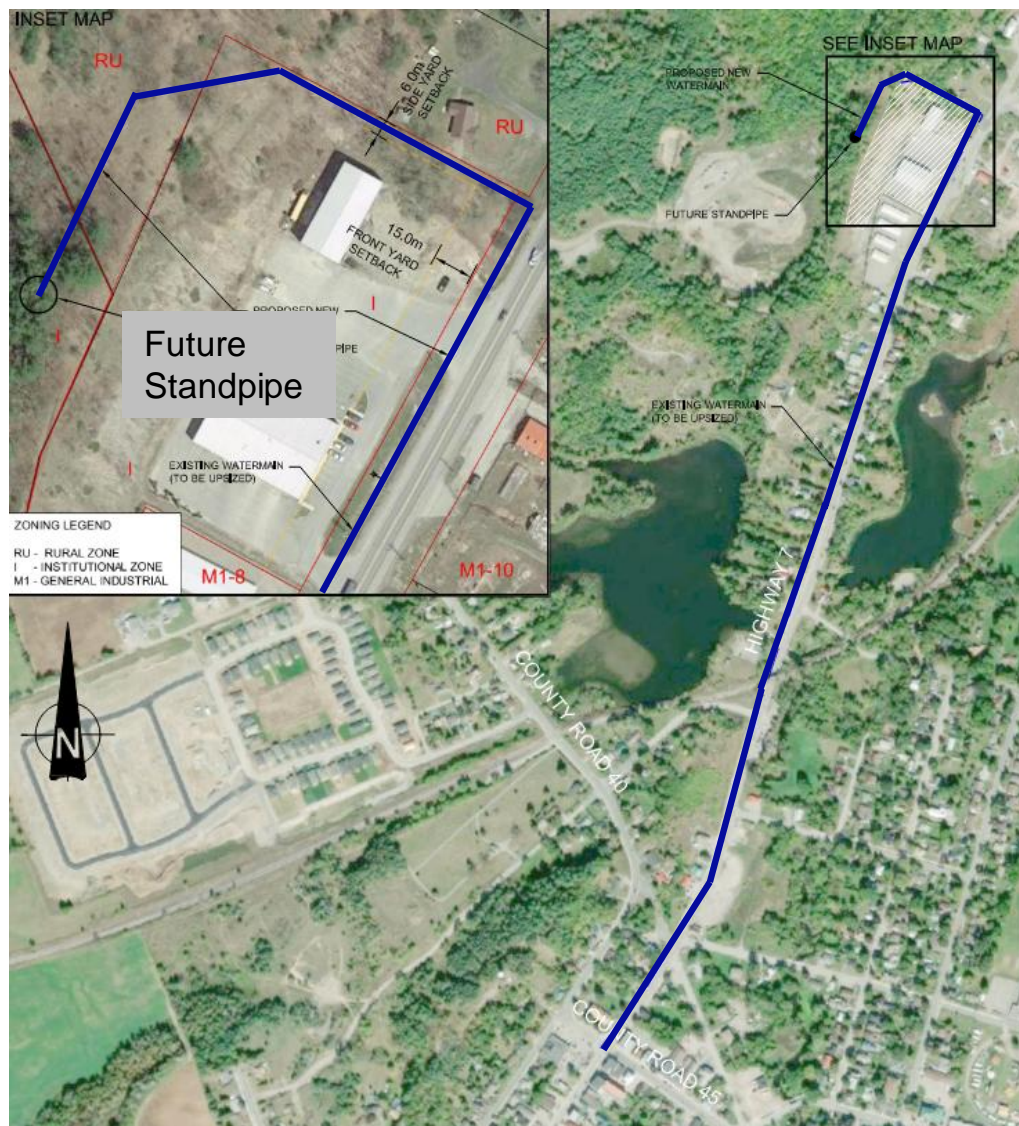 INSET MAP
RU
6.0m
SIDE YARD
SETBACK
RU
15.0m
FRONT YARD
SETBACK
PROPOSED NEW
I
Future
Standpipe
PIPE
I
I
EXISTING WATERMAIN
(TO BE UPSIZED)
ZONING LEGEND
RU - RURAL ZONE
I - INSTITUTIONAL ZONE
M1 - GENERAL INDUSTRIAL
M1-8
M1-10
SEE INSET MAP
PROPOSED NEW
WATERMAIN
FUTURE STANDPIPE
EXISTING WATERMAIN
(TO BE UPSIZED)
HIGHWAY 7
COUNTY ROAD 40
N
COUNTY ROAD 45